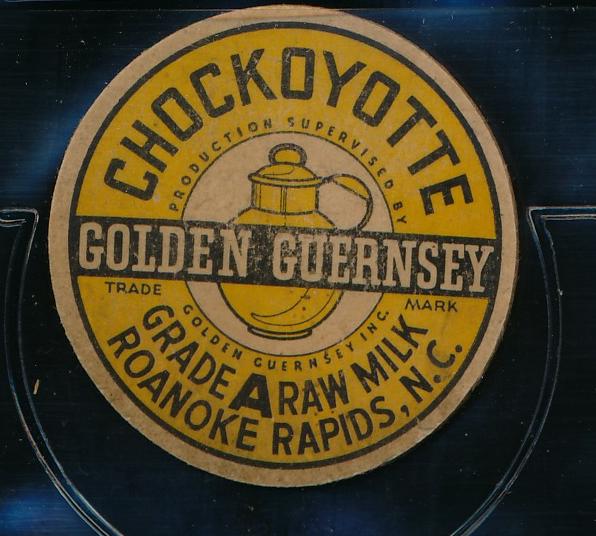 CHOCKOYOTTE
PRODUCTION SUPERVISED BY
GOLDEN GUERNSEY
TRADE MARK
GOLDEN GUERNSEY INC.
GRADE A RAW MILK
ROANOKE RAPIDS, N.C.